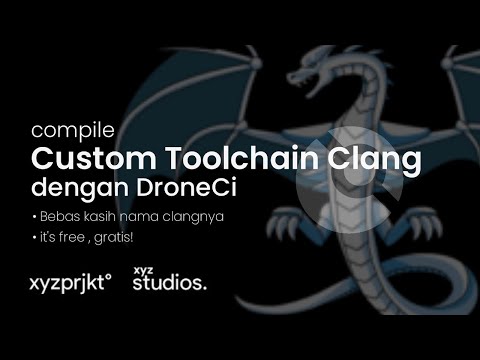 compile
Custom Toolchain Clang
dengan DroneCi
• Bebas kasih nama clangnya
• it's free , gratis!
xyzprjkt°
xyz
studios.